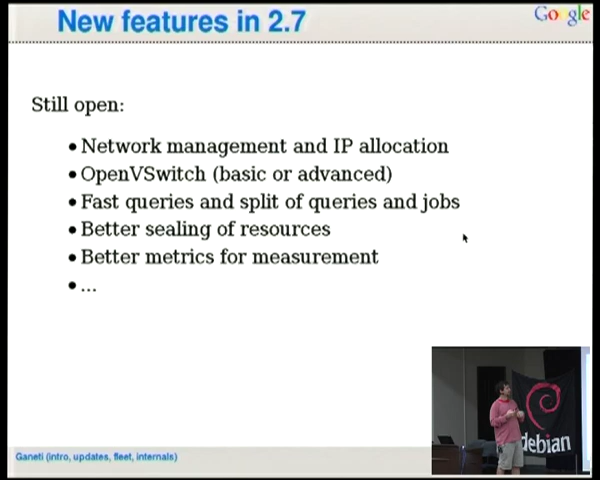 New features in 2.7
Google
Still open:
• Network management and IP allocation
• OpenVSwitch (basic or advanced)
• Fast queries and split of queries and jobs
• Better sealing of resources
• Better metrics for measurement
• ...
debian
Ganeti (intro, updates, fleet, internals)